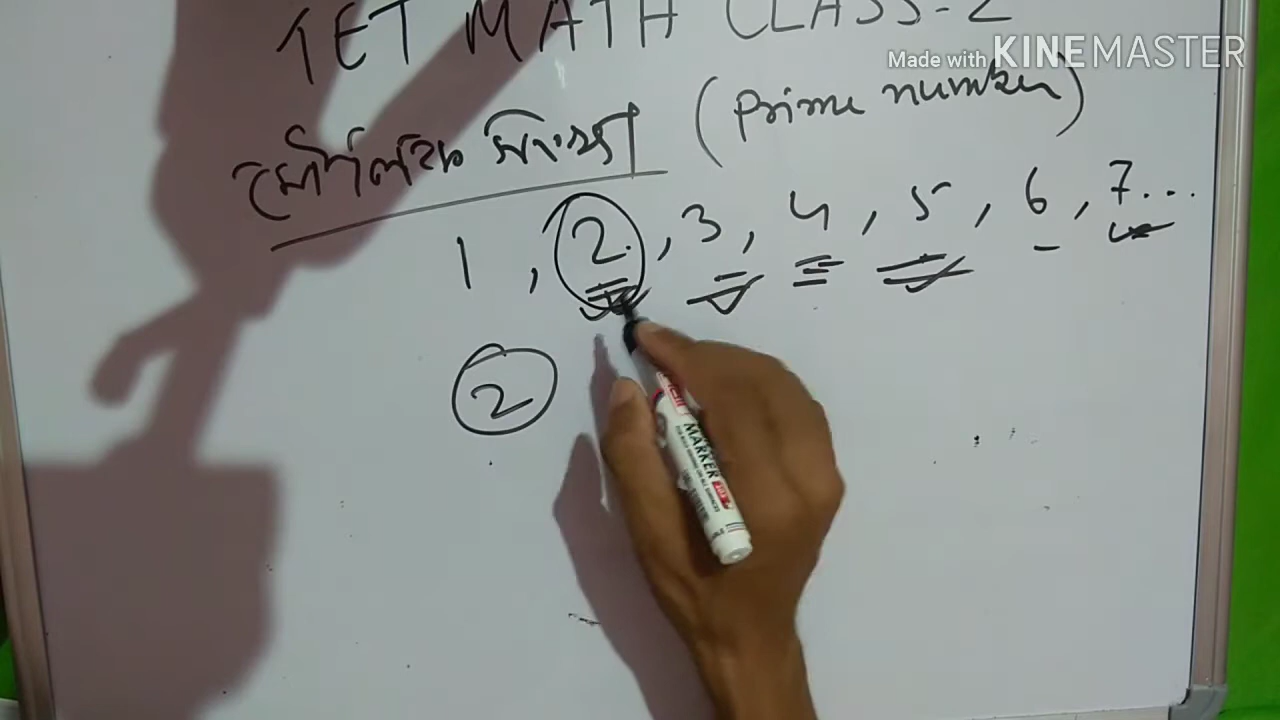 TET MATH CLASS-2
Made with KINEMASTER
মৌলিক সংখ্যা (Prime number)
1, 2, 3, 4, 5, 6, 7...
2
MARKER